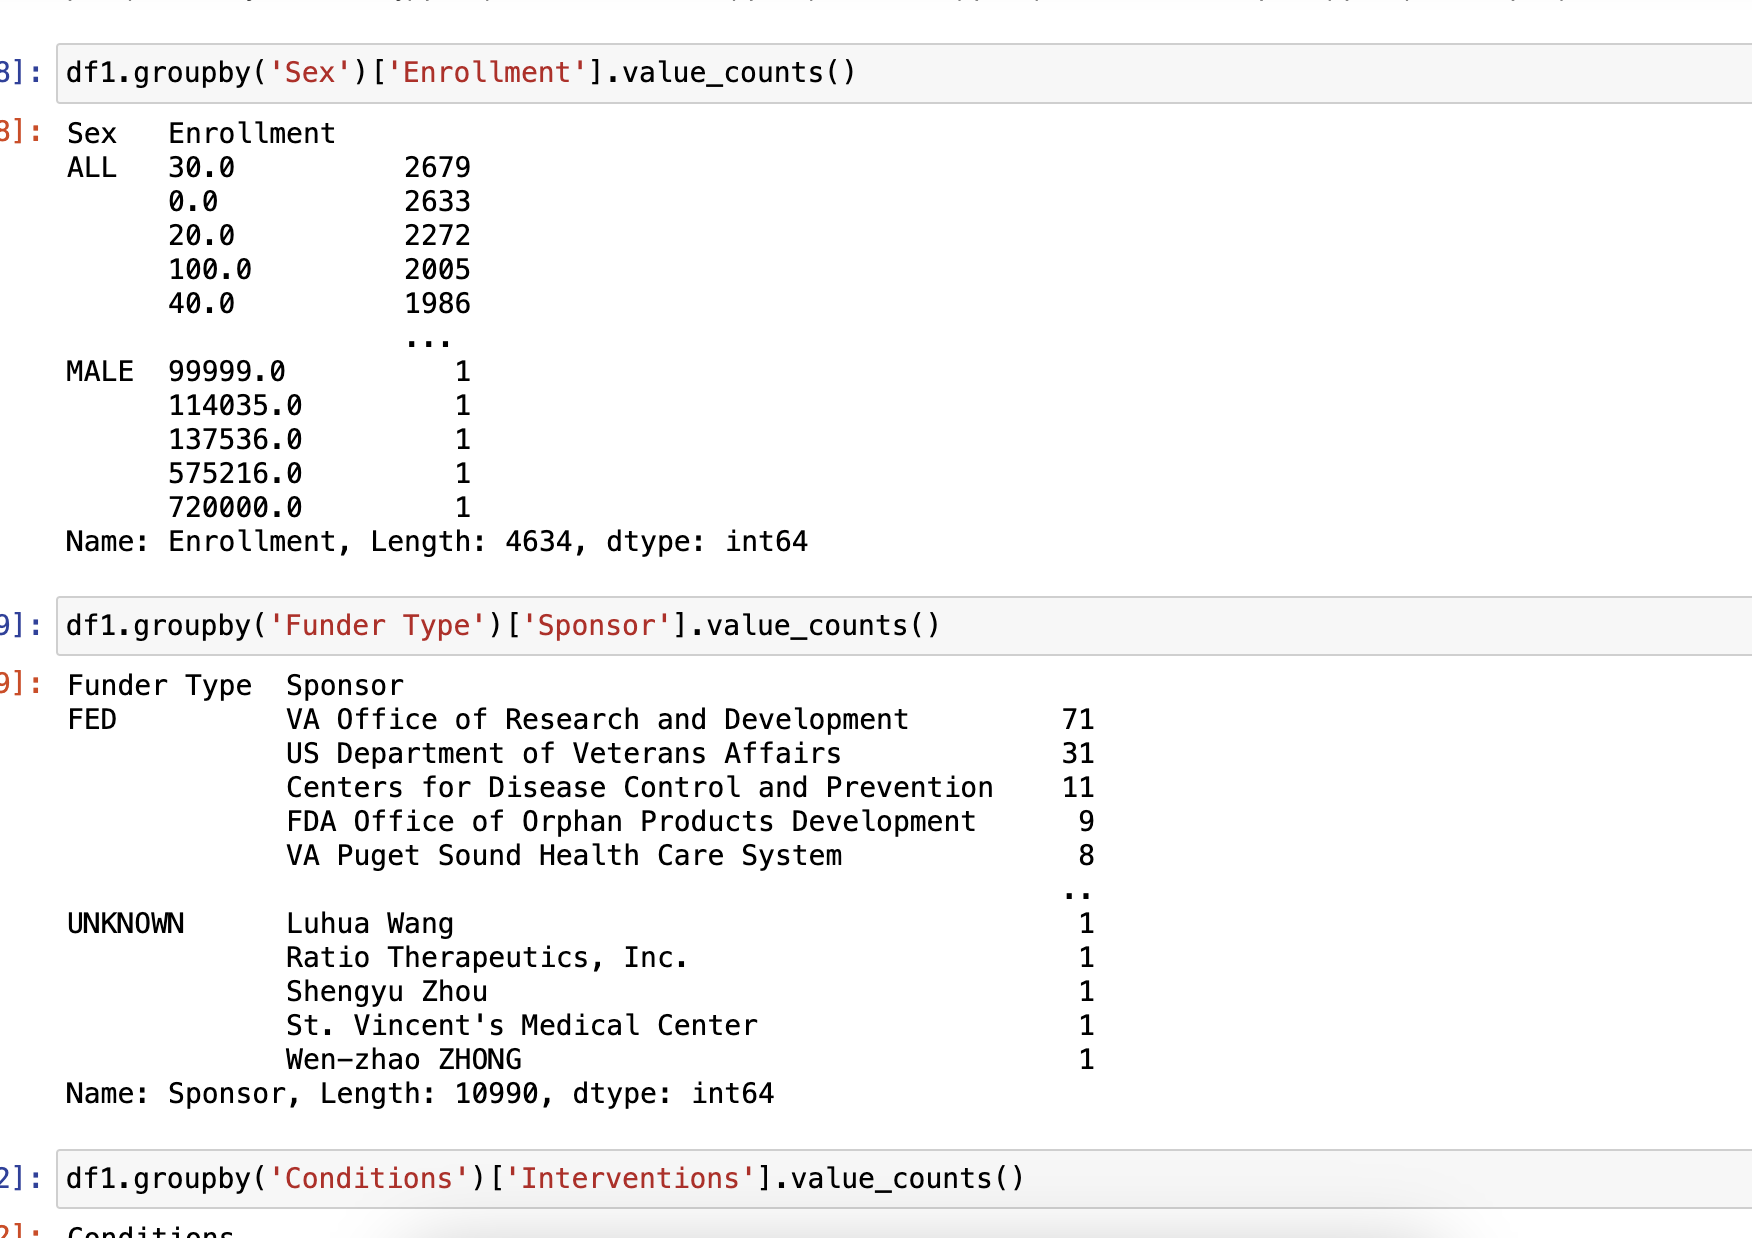 8]: df1.groupby('Sex')['Enrollment'].value_counts()
8]: Sex   Enrollment
ALL   30.0          2679
      0.0           2633
      20.0          2272
      100.0         2005
      40.0          1986
                    ...
MALE  99999.0          1
      114035.0         1
      137536.0         1
      575216.0         1
      720000.0         1
Name: Enrollment, Length: 4634, dtype: int64
9]: df1.groupby('Funder Type')['Sponsor'].value_counts()
9]: Funder Type  Sponsor
FED          VA Office of Research and Development         71
             US Department of Veterans Affairs             31
             Centers for Disease Control and Prevention    11
             FDA Office of Orphan Products Development      9
             VA Puget Sound Health Care System              8
                                                           ..
UNKNOWN      Luhua Wang                                     1
             Ratio Therapeutics, Inc.                       1
             Shengyu Zhou                                   1
             St. Vincent's Medical Center                   1
             Wen-zhao ZHONG                                 1
Name: Sponsor, Length: 10990, dtype: int64
2]: df1.groupby('Conditions')['Interventions'].value_counts()
2]: Conditions